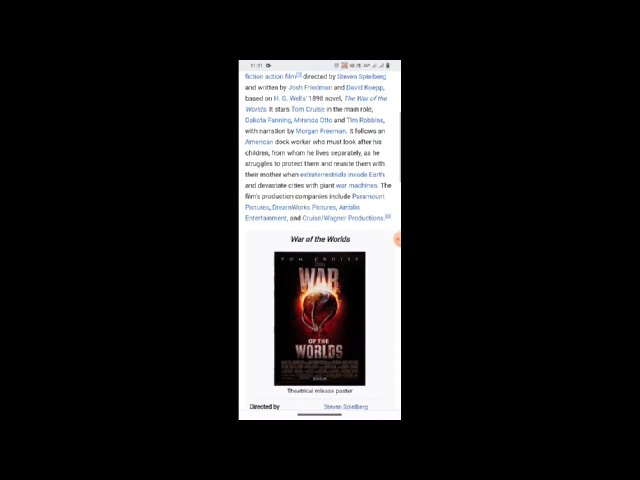 11:31
fiction action film[3] directed by Steven Spielberg
and written by Josh Friedman and David Koepp,
based on H. G. Wells' 1898 novel, The War of the
Worlds. It stars Tom Cruise in the main role,
Dakota Fanning, Miranda Otto and Tim Robbins,
with narration by Morgan Freeman. It follows an
American dock worker who must look after his
children, from whom he lives separately, as he
struggles to protect them and reunite them with
their mother when extraterrestrials invade Earth
and devastate cities with giant war machines. The
film's production companies include Paramount
Pictures, DreamWorks Pictures, Amblin
Entertainment, and Cruise/Wagner Productions.
War of the Worlds
TOM CRUISE
WAR
OF THE
WORLDS
Theatrical release poster
Directed by Steven Spielberg